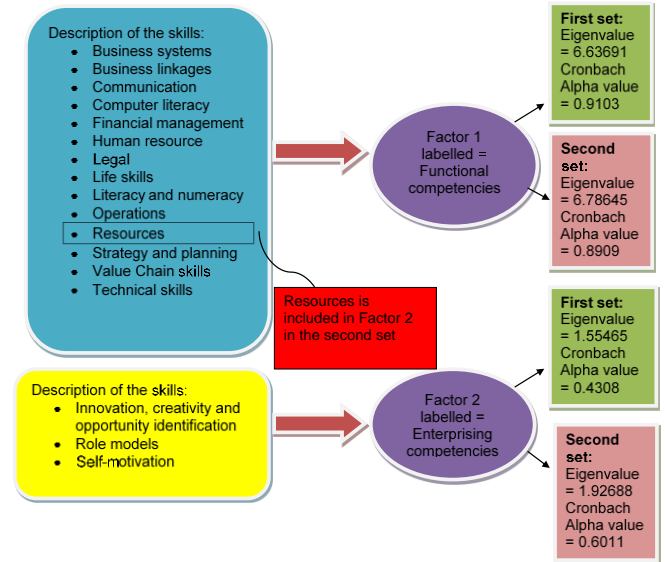 Description of the skills:
• Business systems
• Business linkages
• Communication
• Computer literacy
• Financial management
• Human resource
• Legal
• Life skills
• Literacy and numeracy
• Operations
• Resources
• Strategy and planning
• Value Chain skills
• Technical skills
Factor 1
labelled =
Functional
competencies
First set:
Eigenvalue
= 6.63691
Cronbach
Alpha value
= 0.9103
Second
set:
Eigenvalue
= 6.78645
Cronbach
Alpha value
= 0.8909
Resources is
included in Factor 2
in the second set
Description of the skills:
• Innovation, creativity and
opportunity identification
• Role models
• Self-motivation
Factor 2
labelled =
Enterprising
competencies
First set:
Eigenvalue
= 1.55465
Cronbach
Alpha value
= 0.4308
Second
set:
Eigenvalue
= 1.92688
Cronbach
Alpha value
= 0.6011